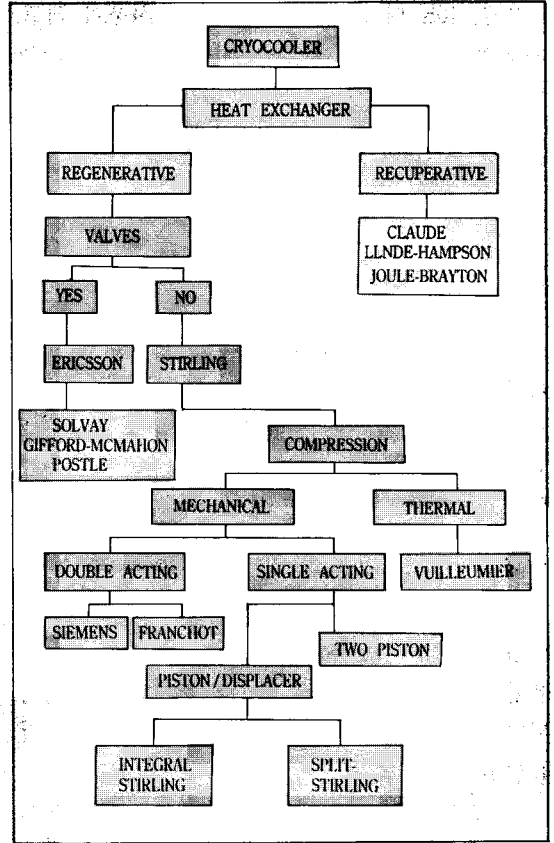 CRYOCOOLER
HEAT EXCHANGER
REGENERATIVE
RECUPERATIVE
VALVES
CLAUDE
LLNDE-HAMPSON
JOULE-BRAYTON
YES
NO
ERICSSON
STIRLING
SOLVAY
GIFFORD-MCMAHON
POSTLE
COMPRESSION
MECHANICAL
THERMAL
DOUBLE ACTING
SINGLE ACTING
VUILLEUMIER
SIEMENS
FRANCHOT
TWO PISTON
PISTON/DISPLACER
INTEGRAL
STIRLING
SPLIT-
STIRLING